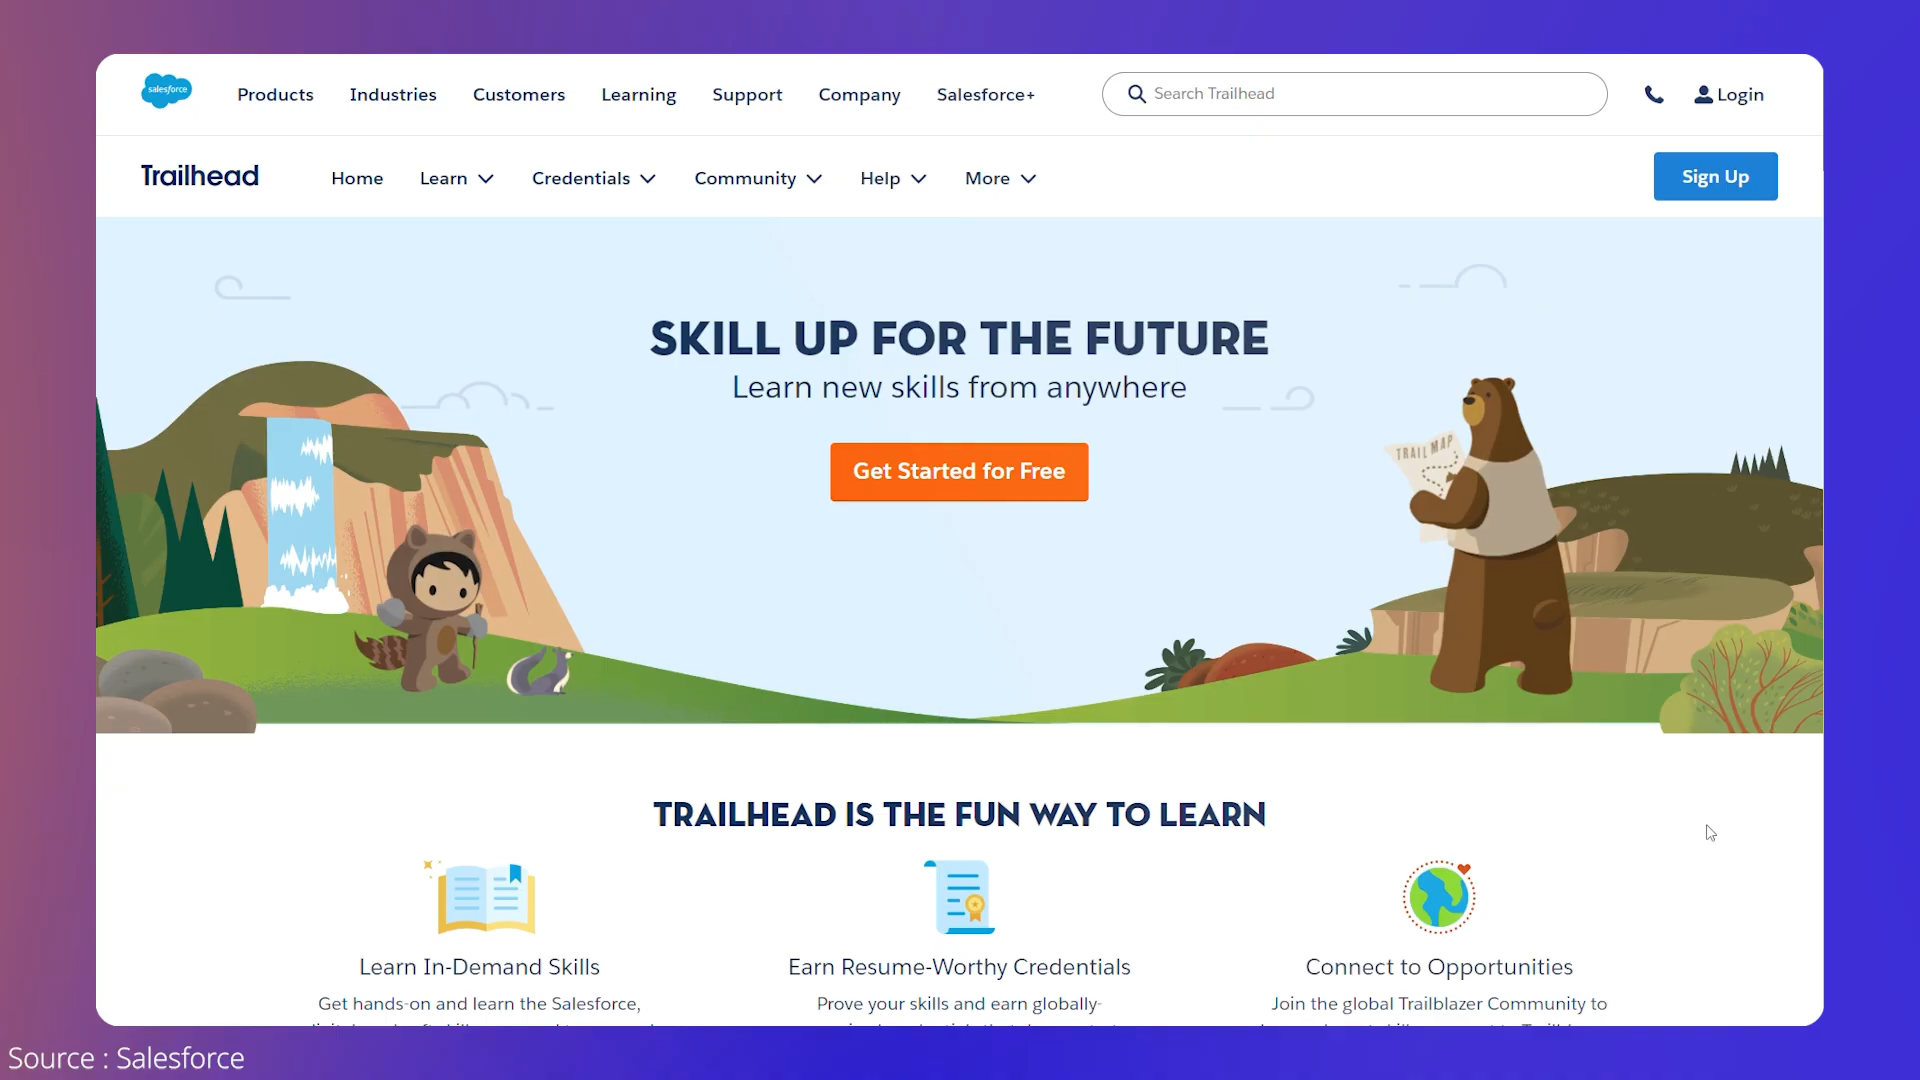 salesforce
Products Industries Customers Learning Support Company Salesforce+
Search Trailhead
Login
Trailhead
Home Learn Credentials Community Help More
Sign Up
SKILL UP FOR THE FUTURE
Learn new skills from anywhere
Get Started for Free
TRAIL MAP
TRAILHEAD IS THE FUN WAY TO LEARN
Learn In-Demand Skills
Get hands-on and learn the Salesforce,
Earn Resume-Worthy Credentials
Prove your skills and earn globally-
Connect to Opportunities
Join the global Trailblazer Community to
Source : Salesforce